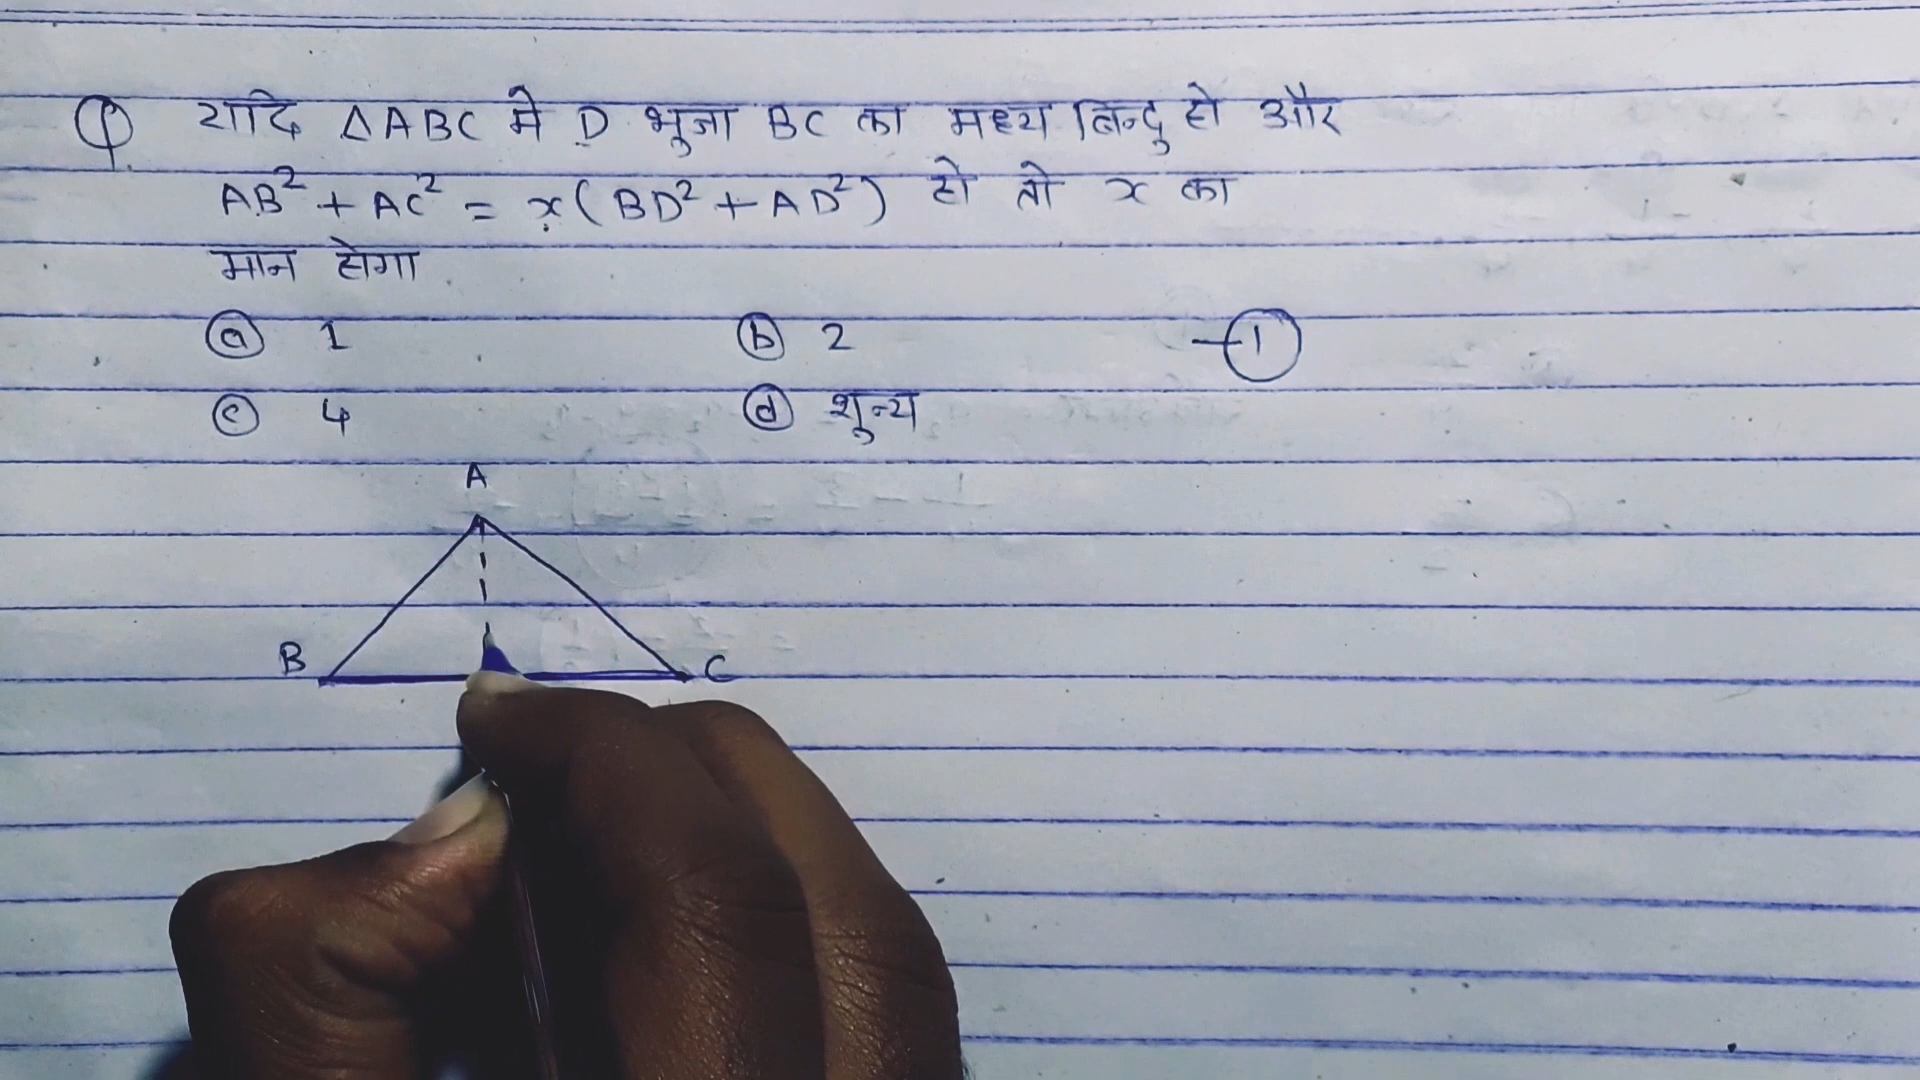 Q यदि ΔABC मे D भुजा BC का मध्य बिन्दु हो और
AB² + AC² = x(BD² + AD²) हो तो x का
मान होगा
(a) 1 (b) 2 —(1)
(c) 4 (d) शून्य
A
B C